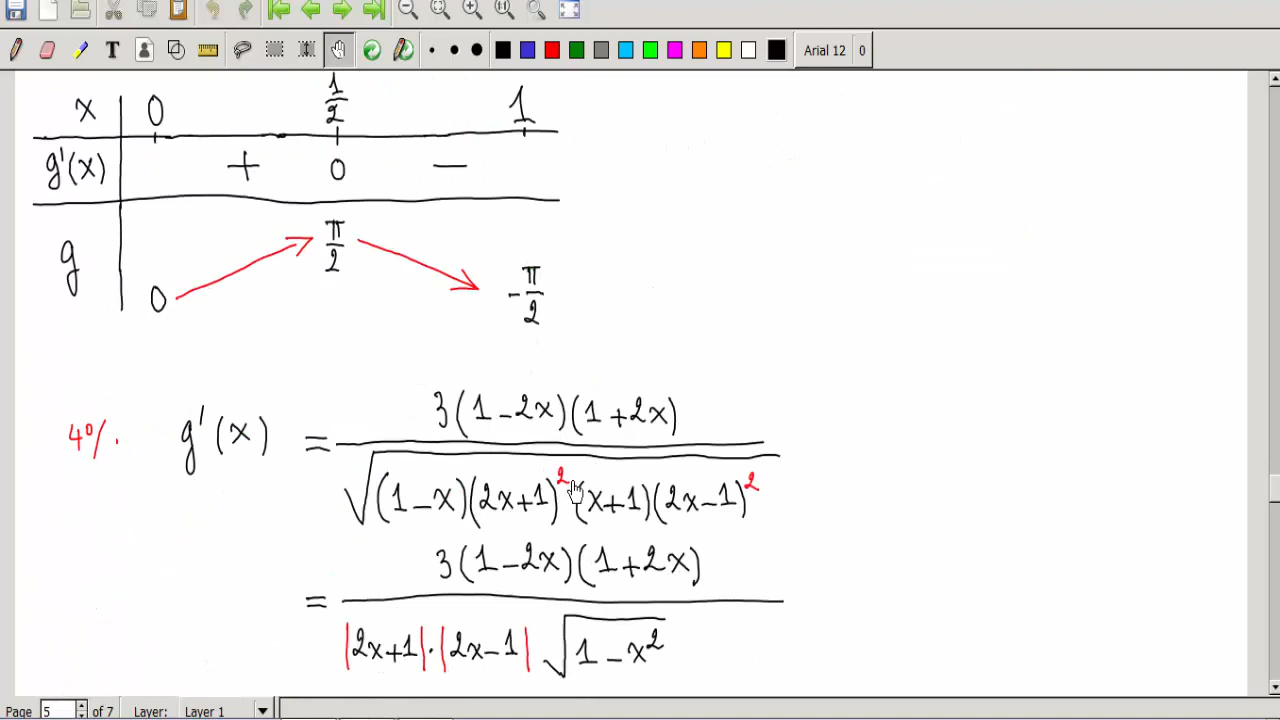 Arial 12 0
x 0 1/2 1
g'(x) + 0 −
g 0 π/2 -π/2
4°/. g'(x) = 3(1-2x)(1+2x) / √((1-x)(2x+1)²(x+1)(2x-1)²)
= 3(1-2x)(1+2x) / |2x+1|·|2x-1| √(1-x²)
Page 5 of 7 Layer: Layer 1